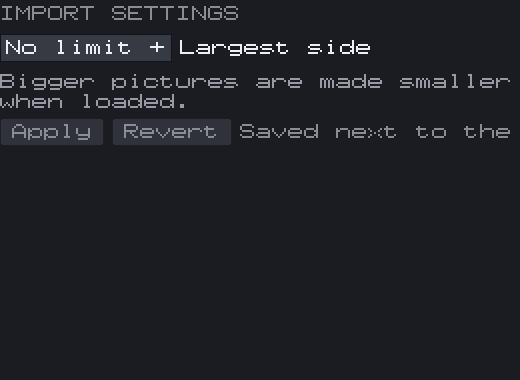 IMPORT SETTINGS
No limit + Largest side
Bigger pictures are made smaller
when loaded.
Apply Revert Saved next to the